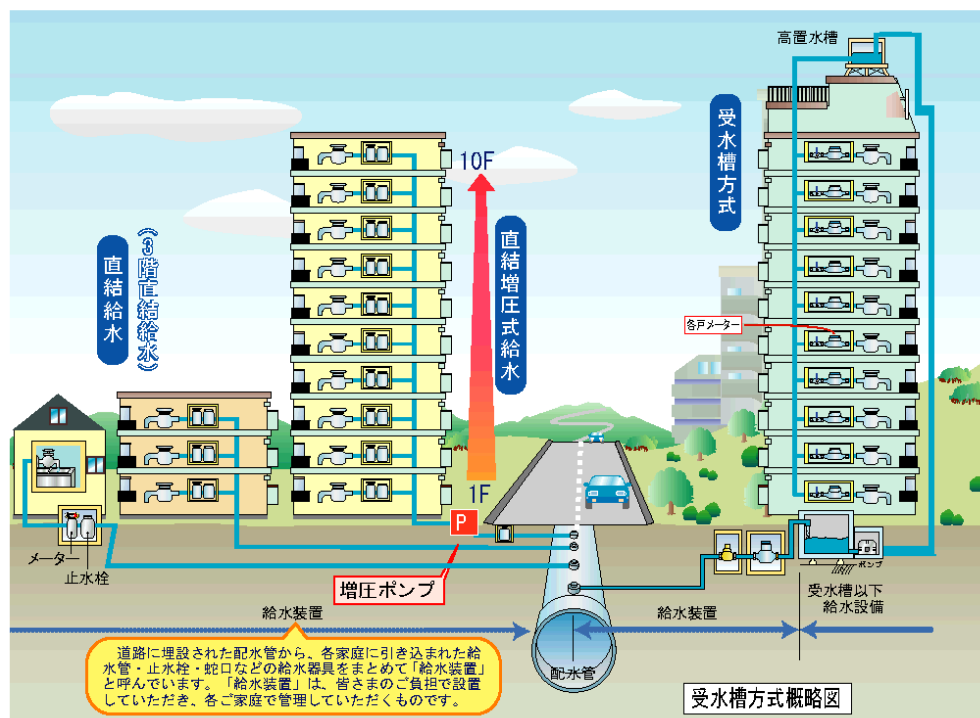 高置水槽
受水槽方式
10F
直結増圧式給水
(3階直結給水)
直結給水
各戸メーター
1F
P
メーター
止水栓
増圧ポンプ
ポンプ
受水槽以下
給水設備
給水装置
給水装置
道路に埋設された配水管から、各家庭に引き込まれた給
水管・止水栓・蛇口などの給水器具をまとめて「給水装置」
と呼んでいます。「給水装置」は、皆さまのご負担で設置
していただき、各ご家庭で管理していただくものです。
配水管
受水槽方式概略図